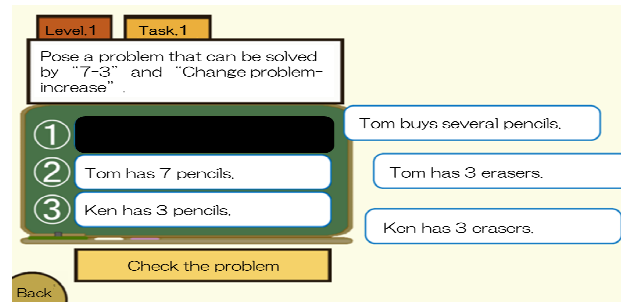 Level.1
Task.1
Pose a problem that can be solved
by “7-3” and “Change problem-
increase”.
①
② Tom has 7 pencils.
③ Ken has 3 pencils.
Tom buys several pencils.
Tom has 3 erasers.
Ken has 3 erasers.
Check the problem
Back